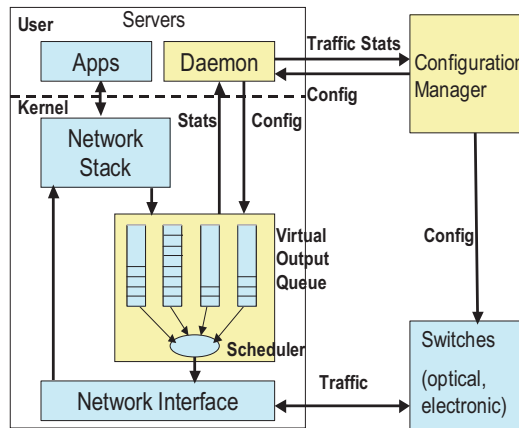 Servers
User
Apps
Daemon
Traffic Stats
Configuration
Manager
Config
Kernel
Network
Stack
Stats
Config
Virtual
Output
Queue
Config
Scheduler
Switches
(optical,
electronic)
Network Interface
Traffic